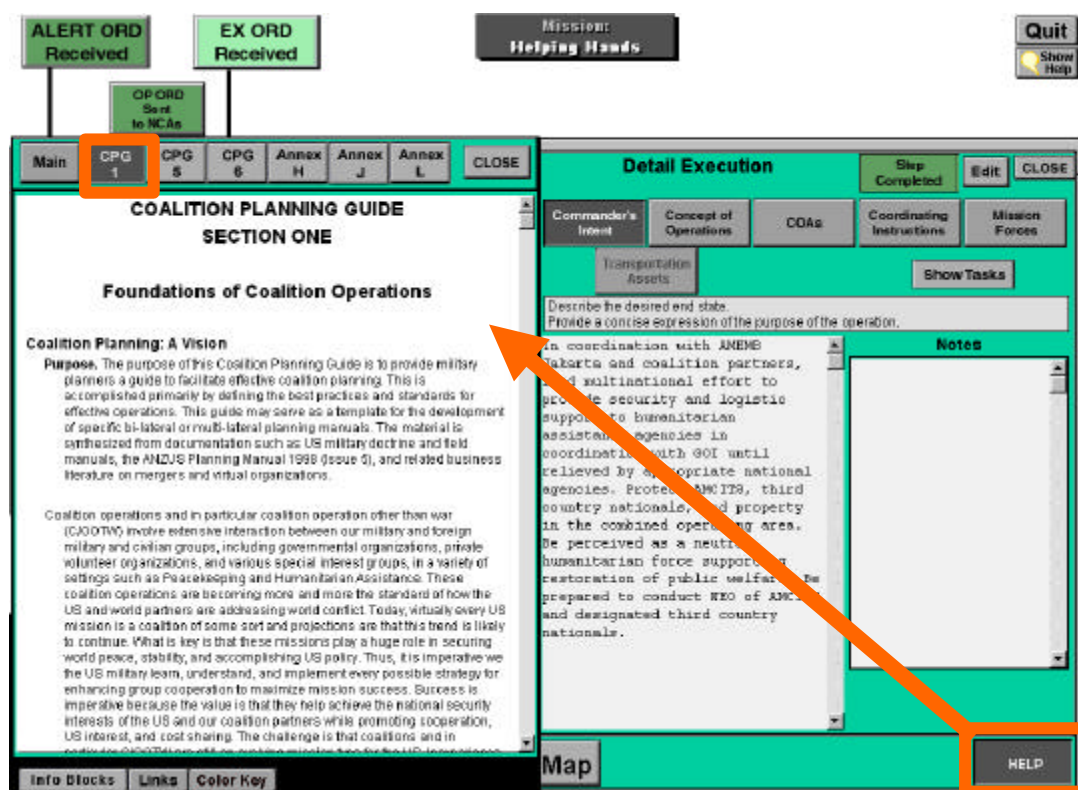 ALERT ORD
Received
EX ORD
Received
Mission:
Helping Hands
Quit
Show
Help
OP ORD
Sent
to NCAs
Main
CPG
1
CPG
5
CPG
6
Annex
H
Annex
J
Annex
L
CLOSE
COALITION PLANNING GUIDE
SECTION ONE
Foundations of Coalition Operations
Coalition Planning: A Vision
Purpose. The purpose of this Coalition Planning Guide is to provide military
planners a guide to facilitate effective coalition planning. This is
accomplished primarily by defining the best practices and standards for
effective operations. This guide may serve as a template for the development
of specific bi-lateral or multi-lateral planning manuals. The material is
synthesized from documentation such as US military doctrine and field
manuals, the ANZUS Planning Manual 1998 (Issue 6), and related business
literature on mergers and virtual organizations.
Coalition operations and in particular coalition operation other than war
(CJOOTW) involve extensive interaction between our military and foreign
military and civilian groups, including governmental organizations, private
volunteer organizations, and various special interest groups, in a variety of
settings such as Peacekeeping and Humanitarian Assistance. These
coalition operations are becoming more and more the standard of how the
US and world partners are addressing world conflict. Today, virtually every US
mission is a coalition of some sort and projections are that this trend is likely
to continue. What is key is that these missions play a huge role in securing
world peace, stability, and accomplishing US policy. Thus, it is imperative we
the US military learn, understand, and implement every possible strategy for
enhancing group cooperation to maximize mission success. Success is
imperative because the value is that they help achieve the national security
interests of the US and our coalition partners while promoting cooperation,
US interest, and cost sharing. The challenge is that coalitions and in
Info Blocks
Links
Color Key
Detail Execution
Step
Completed
Edit
CLOSE
Commander's
Intent
Concept of
Operations
COAs
Coordinating
Instructions
Mission
Forces
Transportation
Assets
Show Tasks
Describe the desired end state.
Provide a concise expression of the purpose of the operation.
In coordination with AMEMB
Jakarta and coalition partners,
multinational effort to
provide security and logistic
support to humanitarian
assistance agencies in
coordination with GOI until
relieved by appropriate national
agencies. Protect AMCITS, third
country nationals, and property
in the combined operating area.
Be perceived as a neutral
humanitarian force supporting
restoration of public welfare. Be
prepared to conduct NEO of
and designated third country
nationals.
Notes
Map
HELP